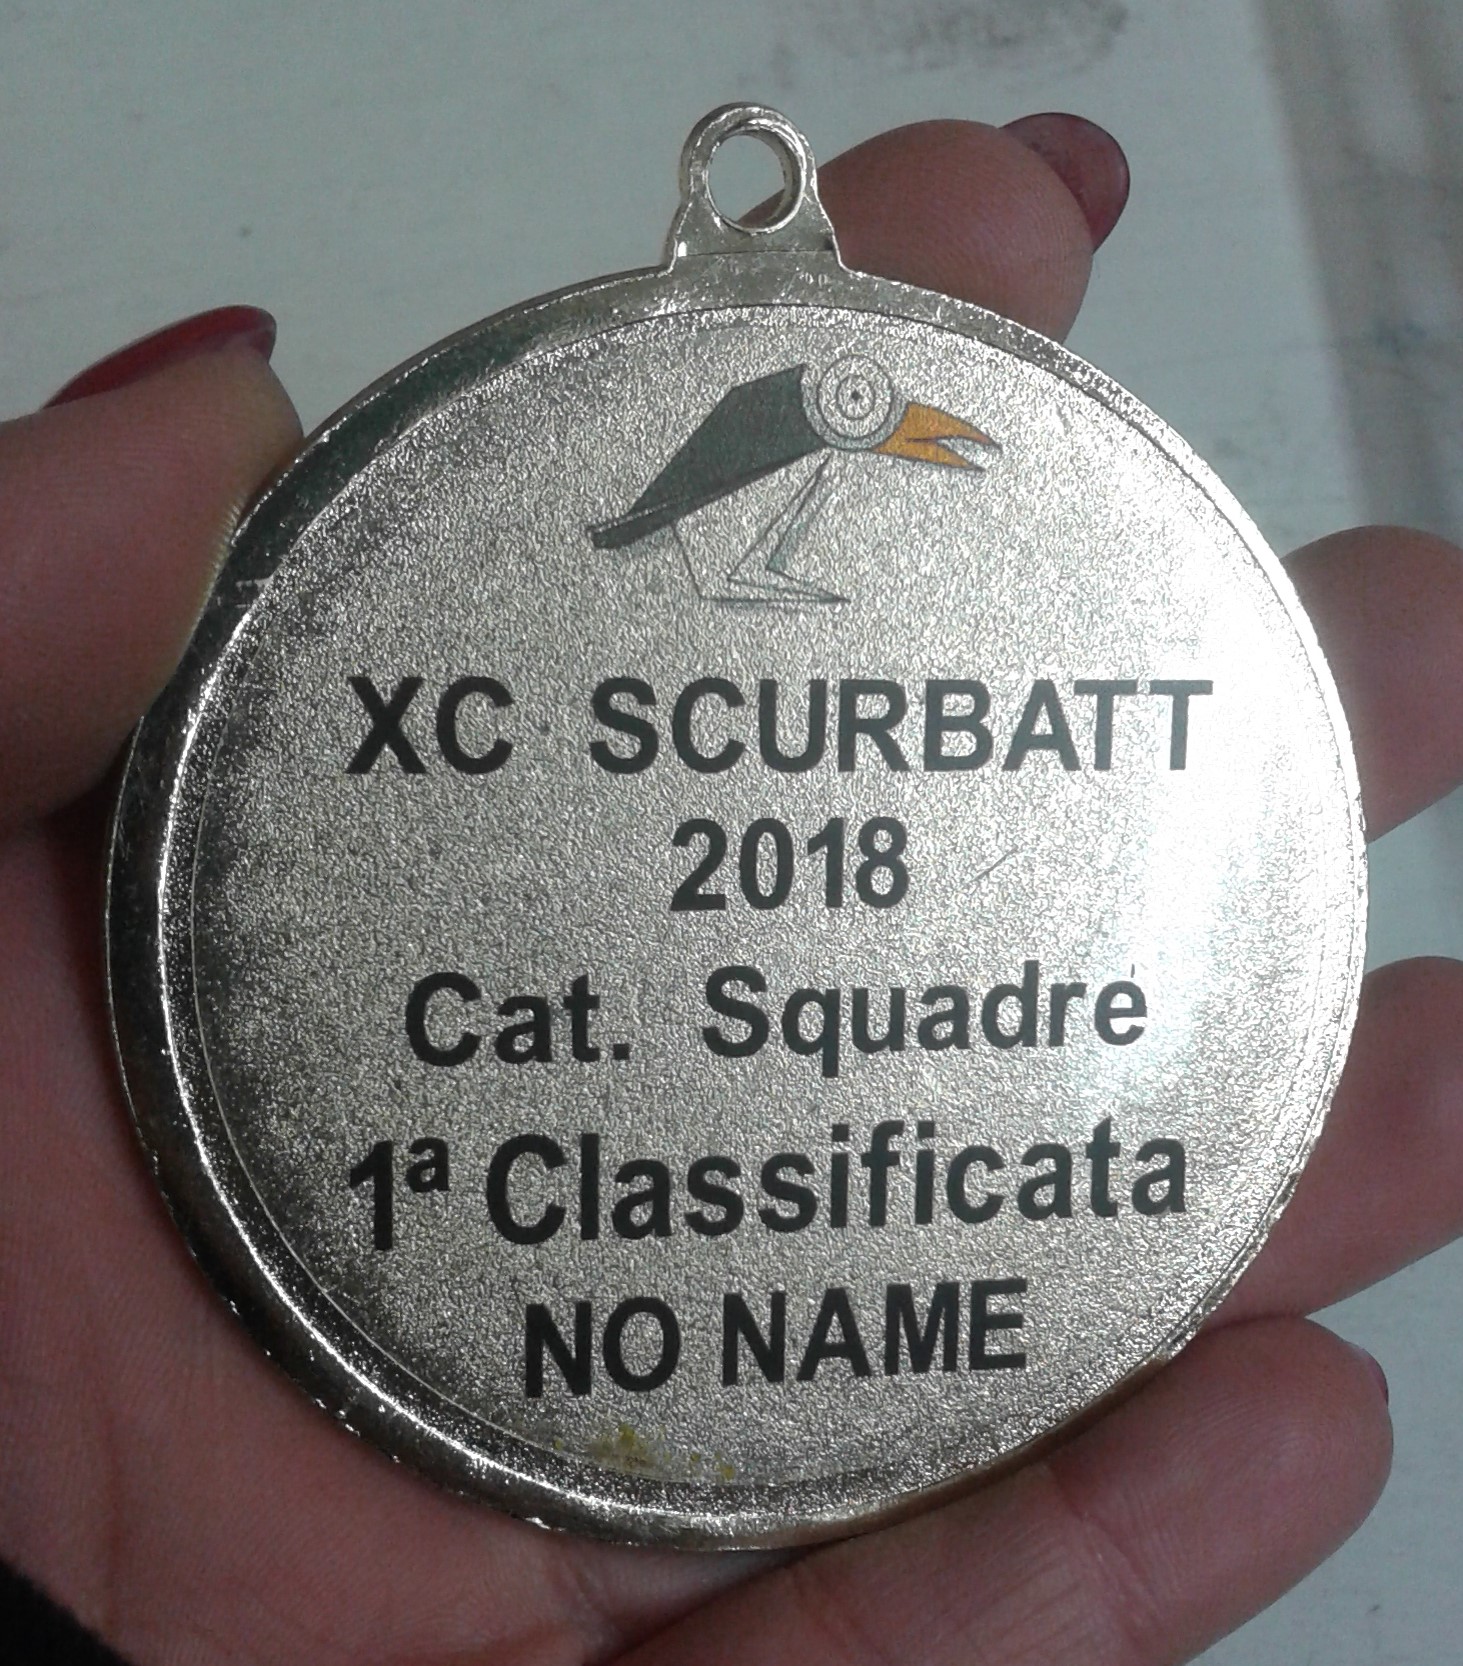 XC SCURBATT
2018
Cat. Squadre
1ª Classificata
NO NAME